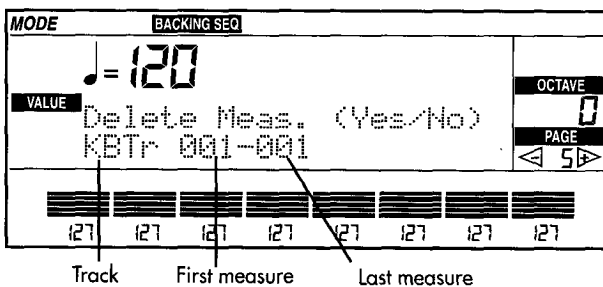 MODE BACKING SEQ
♩=120
OCTAVE
0
VALUE Delete Meas. (Yes/No)
PAGE
KBTr 001-001
- 5 +
127 127 127 127 127 127 127 127
Track First measure Last measure